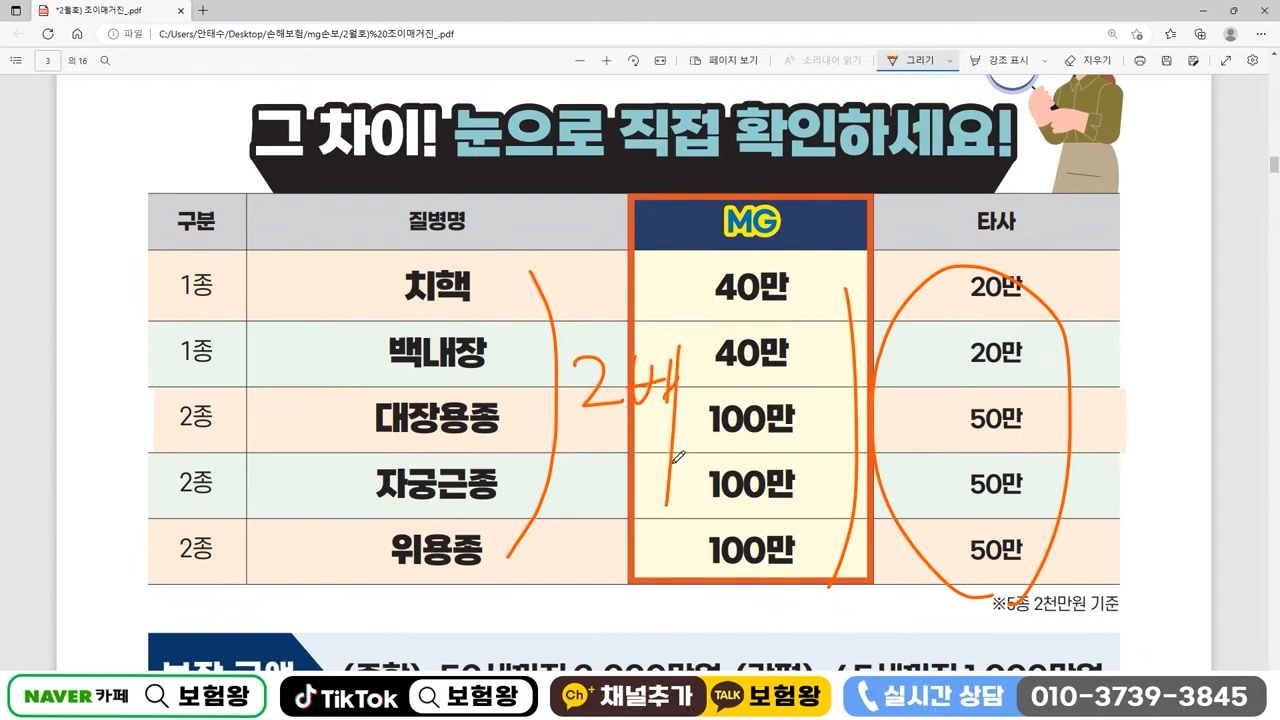 *2월호) 조이매거진_.pdf
파일 C:/Users/안태수/Desktop/손해보험/mg손보/2월호)%20조이매거진_.pdf
3 의 16 페이지 보기 소리내어 읽기 그리기 강조 표시 지우기
그 차이! 눈으로 직접 확인하세요!
구분 질병명 MG 타사
1종 치핵 40만 20만
1종 백내장 40만 20만
2종 대장용종 100만 50만
2종 자궁근종 100만 50만
2종 위용종 100만 50만
2배
※5종 2천만원 기준
NAVER 카페 보험왕 TikTok 보험왕 Ch+ 채널추가 TALK 보험왕 실시간 상담 010-3739-3845